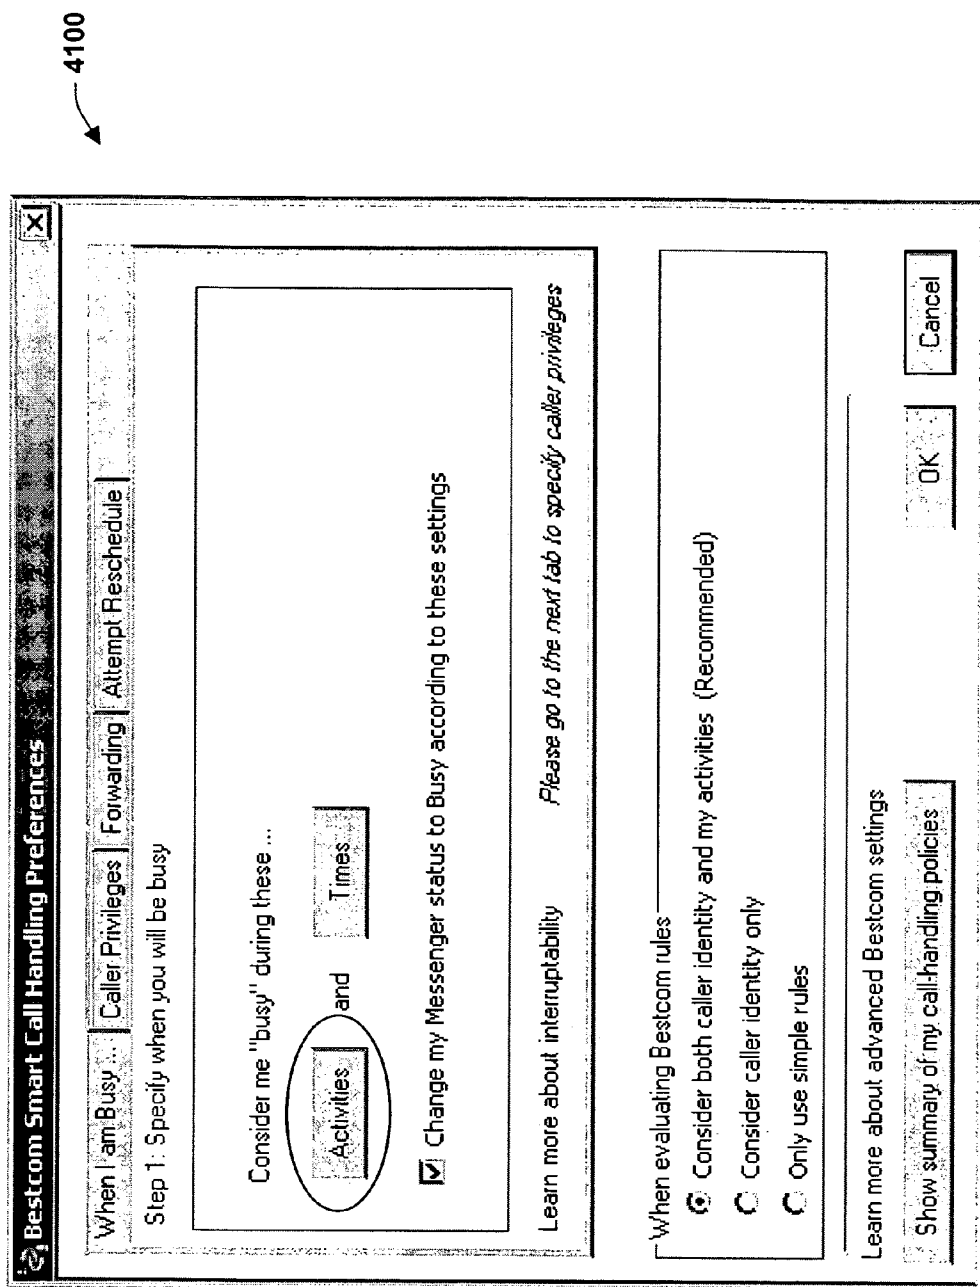 4100
Bestcom Smart Call Handling Preferences
When I am Busy ... Caller Privileges Forwarding Attempt Reschedule
Step 1: Specify when you will be busy
Consider me "busy" during these ...
Activities and Times
Change my Messenger status to Busy according to these settings
Learn more about interruptability Please go to the next tab to specify caller privileges
When evaluating Bestcom rules
Consider both caller identity and my activities (Recommended)
Consider caller identity only
Only use simple rules
Learn more about advanced Bestcom settings
Show summary of my call-handling policies OK Cancel